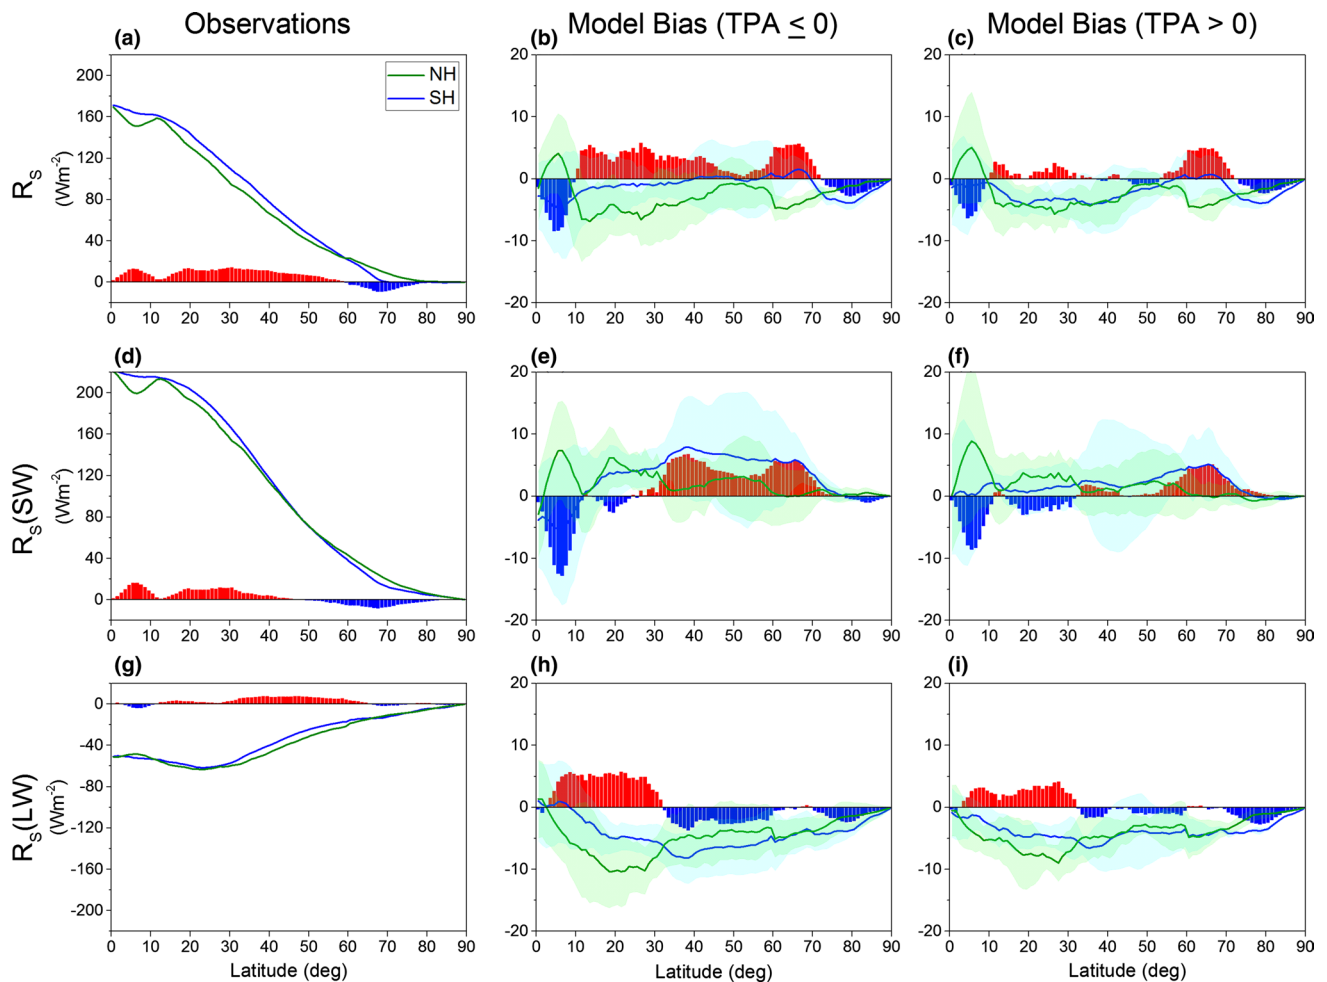 Observations
Model Bias (TPA ≤ 0)
Model Bias (TPA > 0)
(a)
(b)
(c)
R_S
(Wm⁻²)
200
160
120
80
40
0
NH
SH
0 10 20 30 40 50 60 70 80 90
20
10
0
-10
-20
0 10 20 30 40 50 60 70 80 90
20
10
0
-10
-20
0 10 20 30 40 50 60 70 80 90
(d)
(e)
(f)
R_S(SW)
(Wm⁻²)
200
160
120
80
40
0
-20
0 10 20 30 40 50 60 70 80 90
20
10
0
-10
-20
0 10 20 30 40 50 60 70 80 90
20
10
0
-10
-20
0 10 20 30 40 50 60 70 80 90
(g)
(h)
(i)
R_S(LW)
(Wm⁻²)
0
-40
-80
-120
-160
-200
0 10 20 30 40 50 60 70 80 90
Latitude (deg)
20
10
0
-10
-20
0 10 20 30 40 50 60 70 80 90
Latitude (deg)
20
10
0
-10
-20
0 10 20 30 40 50 60 70 80 90
Latitude (deg)